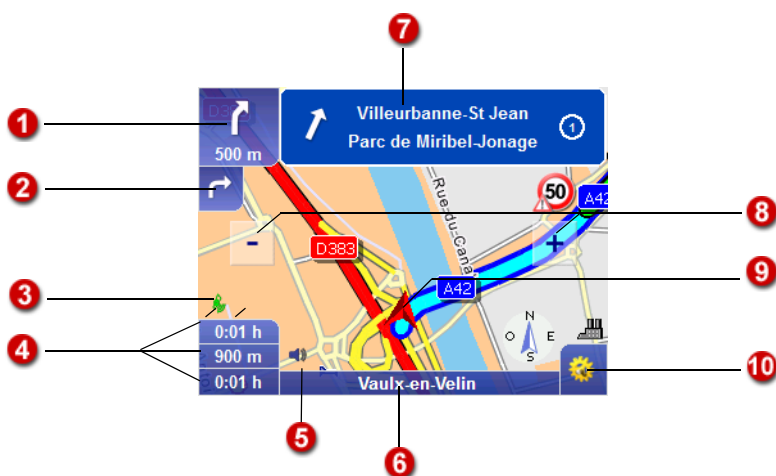 7
1
500 m
Villeurbanne-St Jean
Parc de Miribel-Jonage
1
2
50
A42
Rue-du-Cana
8
-
+
D383
9
A42
3
N
O E
S
4
0:01 h
900 m
0:01 h
Vaulx-en-Velin
10
5
6